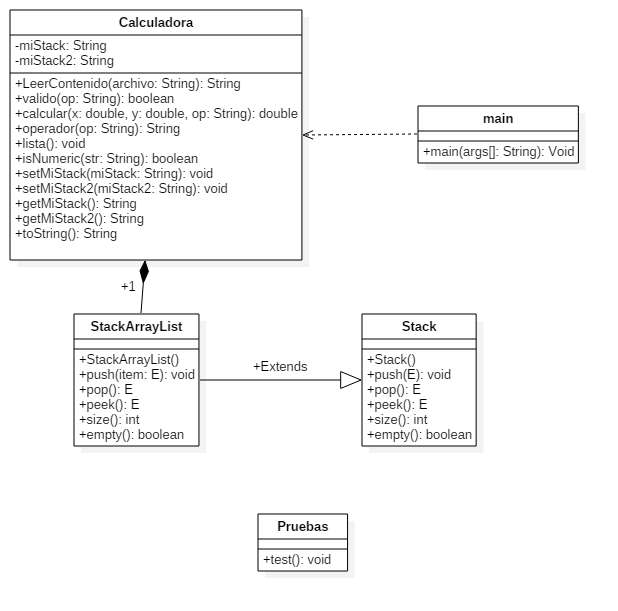 Calculadora
-miStack: String
-miStack2: String
+LeerContenido(archivo: String): String
+valido(op: String): boolean
+calcular(x: double, y: double, op: String): double
+operador(op: String): String
+lista(): void
+isNumeric(str: String): boolean
+setMiStack(miStack: String): void
+setMiStack2(miStack2: String): void
+getMiStack(): String
+getMiStack2(): String
+toString(): String
main
+main(args[]: String): Void
+1
StackArrayList
+StackArrayList()
+push(item: E): void
+pop(): E
+peek(): E
+size(): int
+empty(): boolean
+Extends
Stack
+Stack()
+push(E): void
+pop(): E
+peek(): E
+size(): int
+empty(): boolean
Pruebas
+test(): void